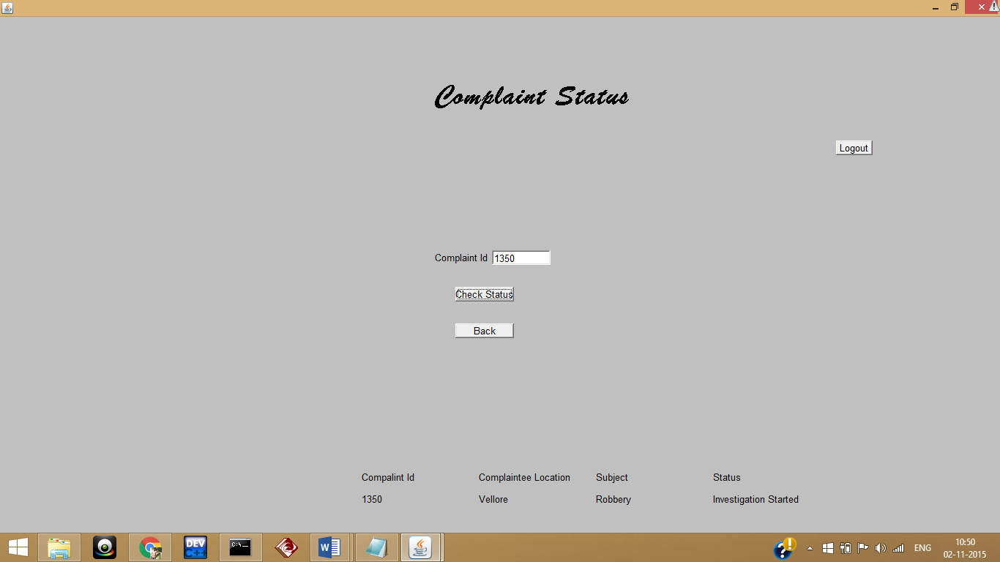 Complaint Status
Logout
Complaint Id 1350
Check Status
Back
Compalint Id Complaintee Location Subject Status
1350 Vellore Robbery Investigation Started
DEV C++
C:\_
W
ENG
10:50
02-11-2015